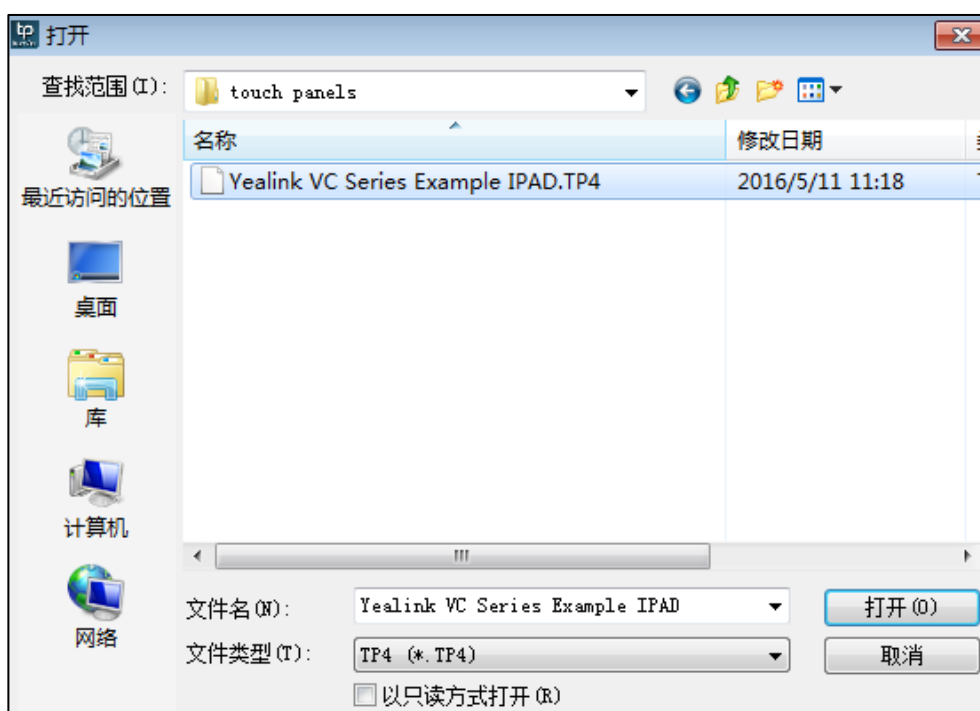 tp 打开
查找范围(I): touch panels
名称 修改日期
Yealink VC Series Example IPAD.TP4 2016/5/11 11:18
最近访问的位置
桌面
库
计算机
网络
文件名(N): Yealink VC Series Example IPAD 打开(O)
文件类型(T): TP4 (*.TP4) 取消
以只读方式打开(R)